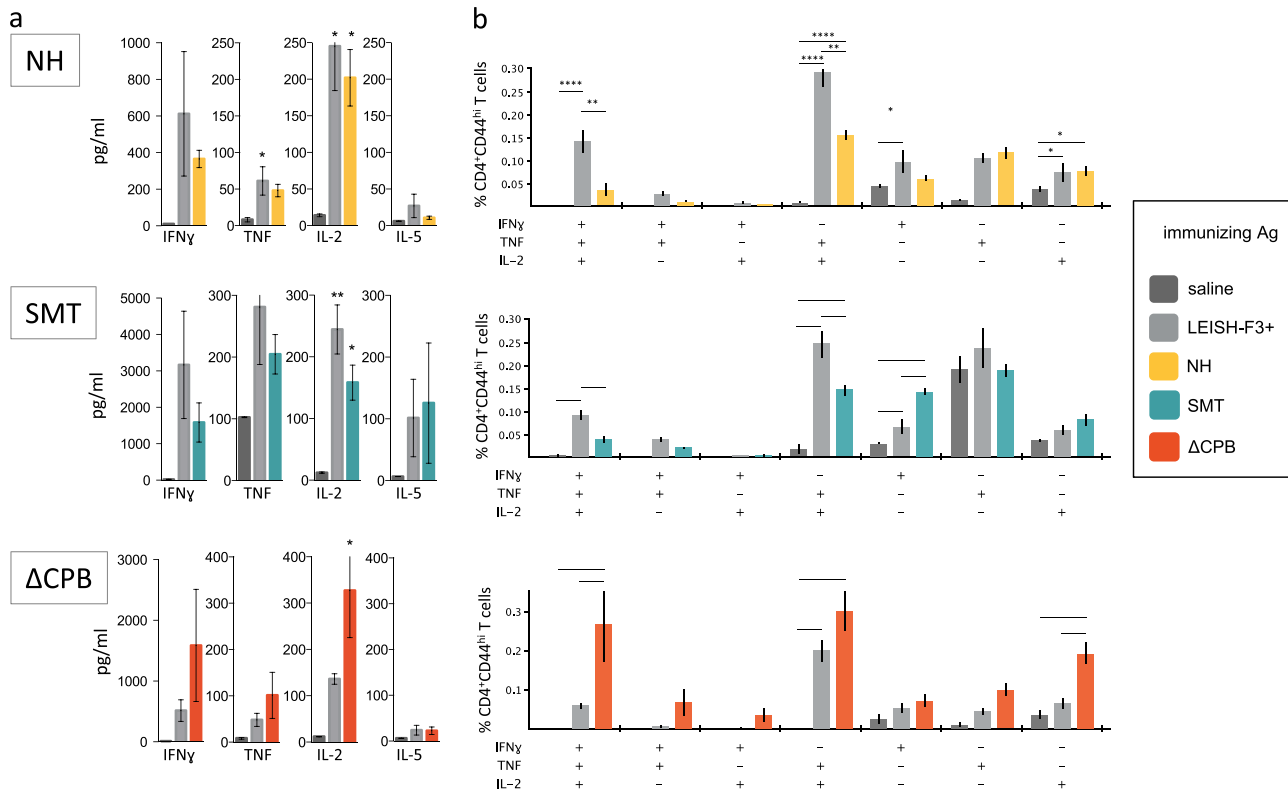 a
b
NH
pg/ml
1000
800
600
400
200
0
IFNɣ
250
200
150
100
50
0
*
TNF
250
200
150
100
50
0
* *
IL-2
250
200
150
100
50
0
IL-5
% CD4+CD44hi T cells
0.30
0.25
0.20
0.15
0.10
0.05
****
**
****
**
****
*
*
*
IFNɣ + + + – + – –
TNF + + – + – + –
IL-2 + – + + – – +
SMT
pg/ml
5000
4000
3000
2000
1000
0
IFNɣ
300
200
100
0
TNF
300
200
100
0
**
*
IL-2
300
200
100
0
IL-5
% CD4+CD44hi T cells
0.30
0.25
0.20
0.15
0.10
0.05
IFNɣ + + + – + – –
TNF + + – + – + –
IL-2 + – + + – – +
ΔCPB
pg/ml
3000
2000
1000
0
IFNɣ
400
300
200
100
0
TNF
400
300
200
100
0
*
IL-2
400
300
200
100
0
IL-5
% CD4+CD44hi T cells
0.3
0.2
0.1
IFNɣ + + + – + – –
TNF + + – + – + –
IL-2 + – + + – – +
immunizing Ag
saline
LEISH-F3+
NH
SMT
ΔCPB